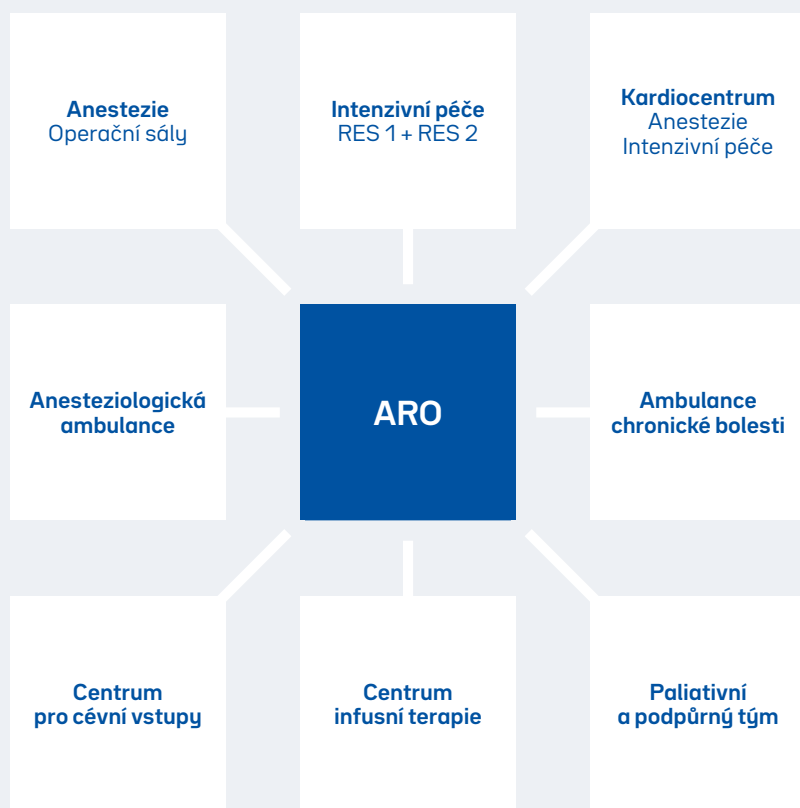 Anestezie
Operační sály
Intenzivní péče
RES 1 + RES 2
Kardiocentrum
Anestezie
Intenzivní péče
Anesteziologická
ambulance
ARO
Ambulance
chronické bolesti
Centrum
pro cévní vstupy
Centrum
infusní terapie
Paliativní
a podpůrný tým